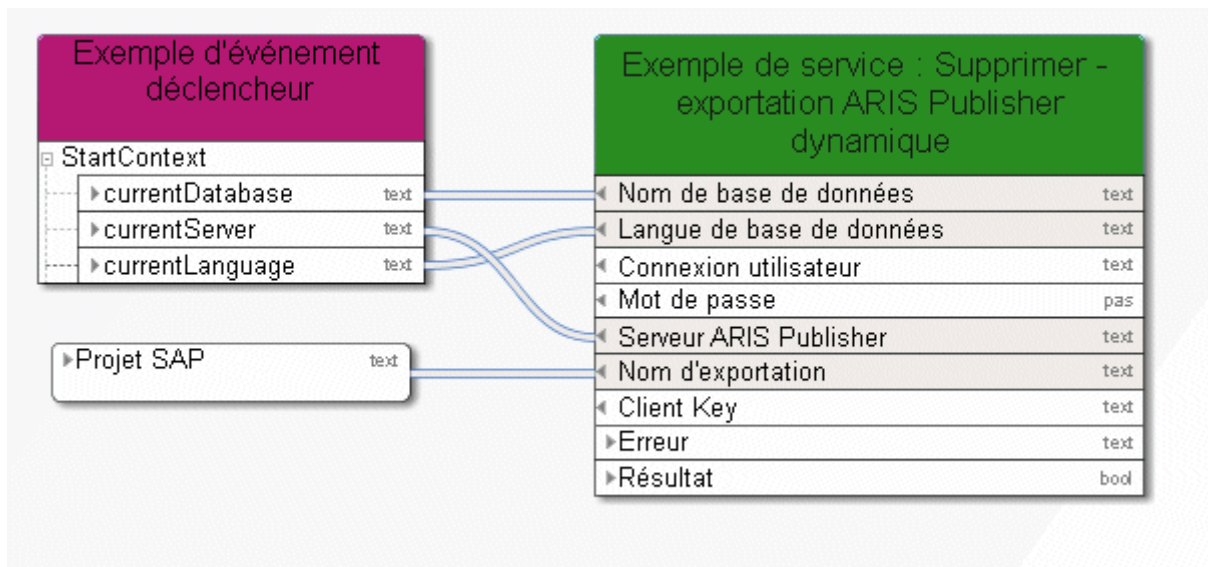 Exemple d'événement
déclencheur
StartContext
currentDatabase text
currentServer text
currentLanguage text
Projet SAP text
Exemple de service : Supprimer -
exportation ARIS Publisher
dynamique
Nom de base de données text
Langue de base de données text
Connexion utilisateur text
Mot de passe pas
Serveur ARIS Publisher text
Nom d'exportation text
Client Key text
Erreur text
Résultat bool